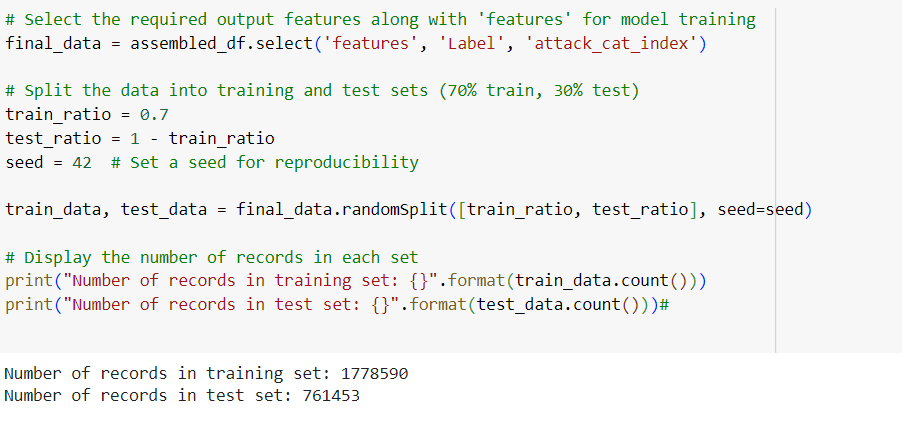 # Select the required output features along with 'features' for model training
final_data = assembled_df.select('features', 'Label', 'attack_cat_index')
# Split the data into training and test sets (70% train, 30% test)
train_ratio = 0.7
test_ratio = 1 - train_ratio
seed = 42  # Set a seed for reproducibility
train_data, test_data = final_data.randomSplit([train_ratio, test_ratio], seed=seed)
# Display the number of records in each set
print("Number of records in training set: {}".format(train_data.count()))
print("Number of records in test set: {}".format(test_data.count()))#
Number of records in training set: 1778590
Number of records in test set: 761453